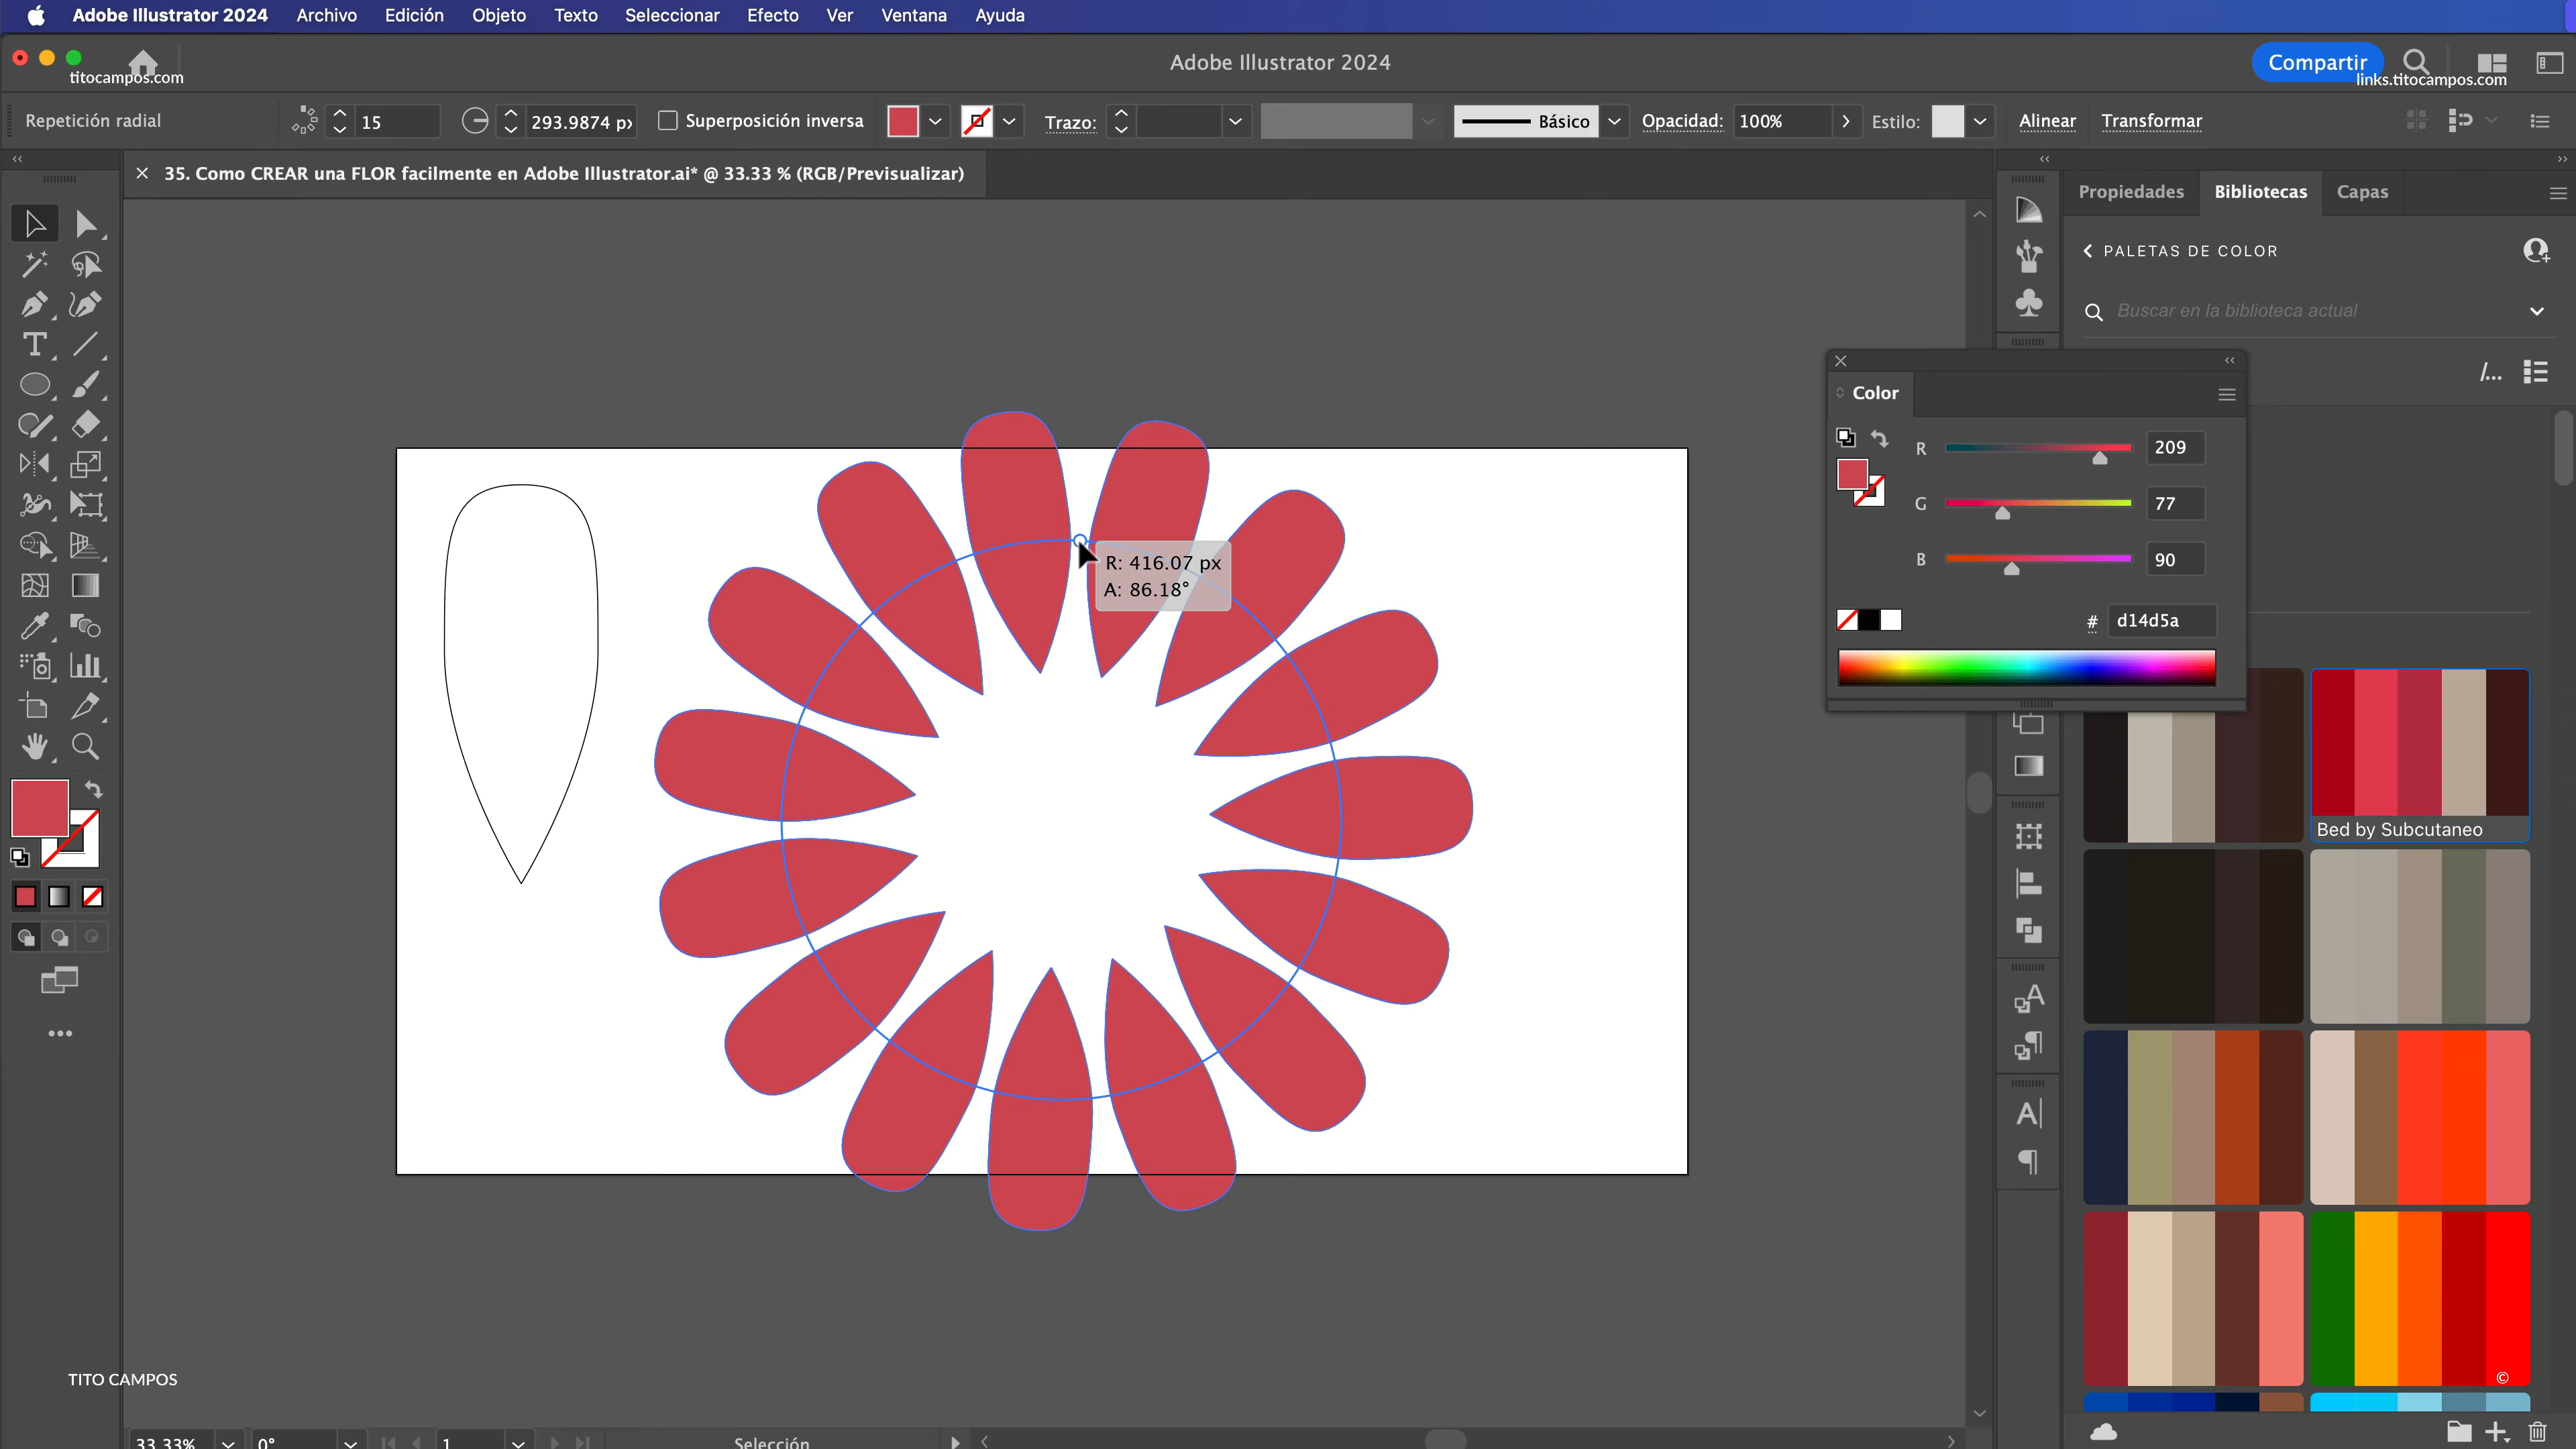 Adobe Illustrator 2024 Archivo Edición Objeto Texto Seleccionar Efecto Ver Ventana Ayuda
Adobe Illustrator 2024
Compartir
titocampos.com
links.titocampos.com
Repetición radial
15
293.9874 px
Superposición inversa
Trazo:
Básico
Opacidad:
100%
Estilo:
Alinear
Transformar
35. Como CREAR una FLOR facilmente en Adobe Illustrator.ai* @ 33.33 % (RGB/Previsualizar)
Propiedades
Bibliotecas
Capas
PALETAS DE COLOR
Buscar en la biblioteca actual
/...
Color
R
209
G
77
B
90
# d14d5a
R: 416.07 px
A: 86.18°
Bed by Subcutaneo
TITO CAMPOS
©
33.33%
0°
1
Selección